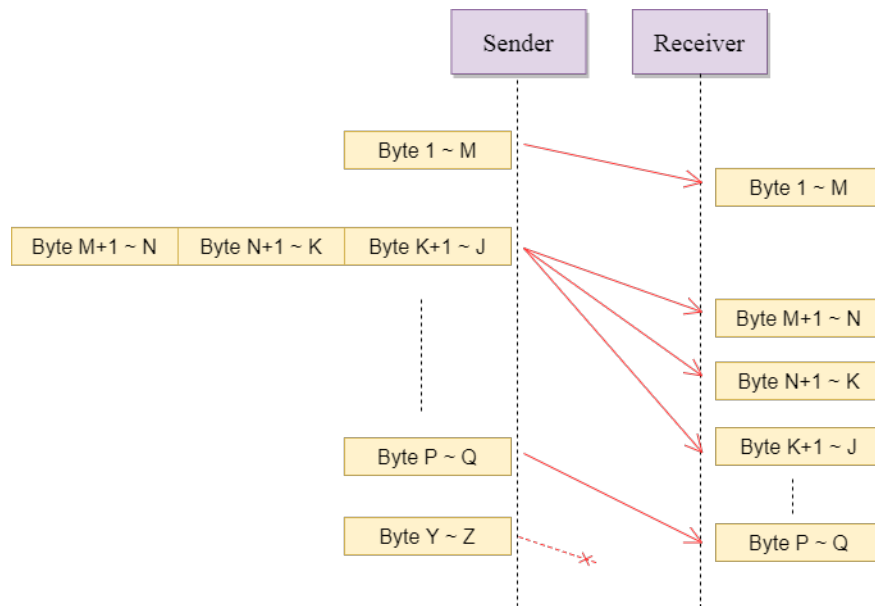 Sender
Receiver
Byte 1 ~ M
Byte 1 ~ M
Byte M+1 ~ N
Byte N+1 ~ K
Byte K+1 ~ J
Byte M+1 ~ N
Byte N+1 ~ K
Byte K+1 ~ J
Byte P ~ Q
Byte Y ~ Z
Byte P ~ Q